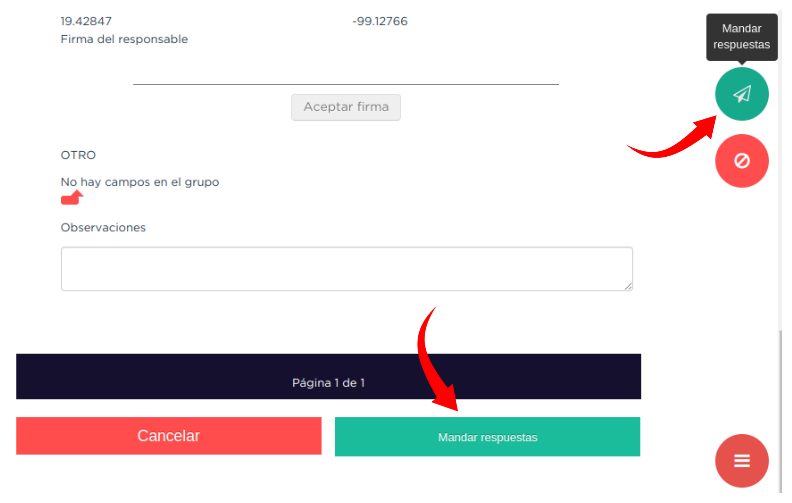 19.42847 -99.12766
Firma del responsable
Mandar
respuestas
Aceptar firma
OTRO
No hay campos en el grupo
Observaciones
Página 1 de 1
Cancelar Mandar respuestas